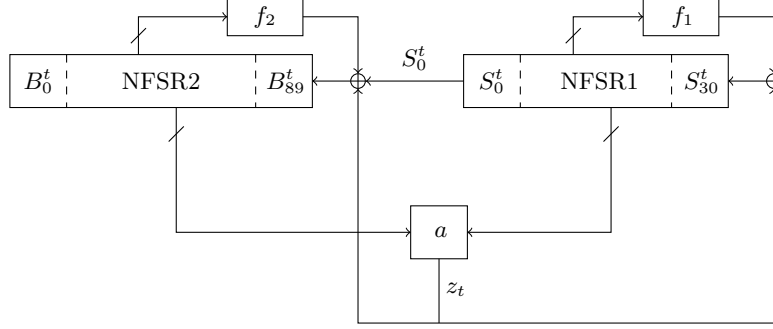 f₂ f₁
S₀ᵗ
B₀ᵗ NFSR2 B₈₉ᵗ S₀ᵗ NFSR1 S₃₀ᵗ
a
zₜ